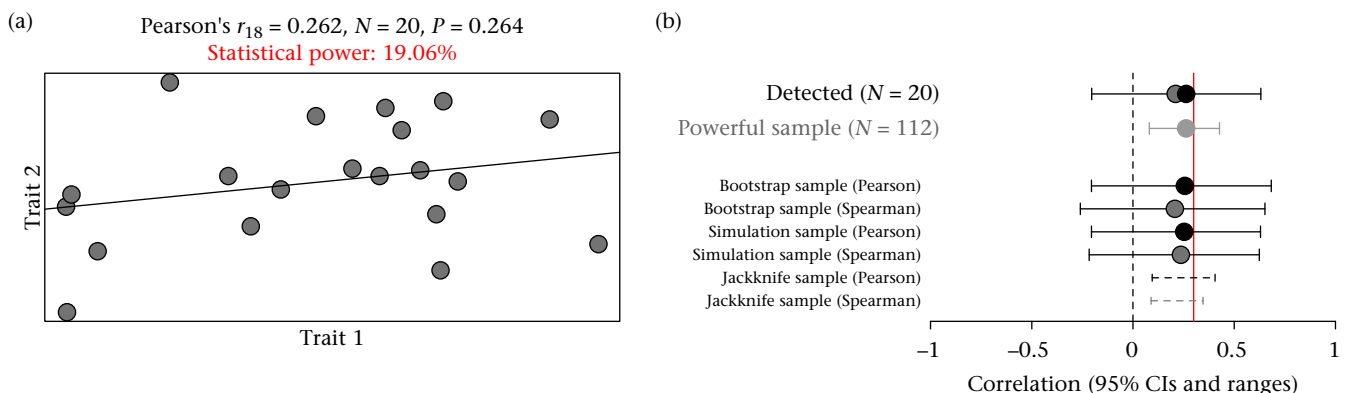 (a)
Pearson's r18 = 0.262, N = 20, P = 0.264
Statistical power: 19.06%
Trait 2
Trait 1
(b)
Detected (N = 20)
Powerful sample (N = 112)
Bootstrap sample (Pearson)
Bootstrap sample (Spearman)
Simulation sample (Pearson)
Simulation sample (Spearman)
Jackknife sample (Pearson)
Jackknife sample (Spearman)
–1 –0.5 0 0.5 1
Correlation (95% CIs and ranges)